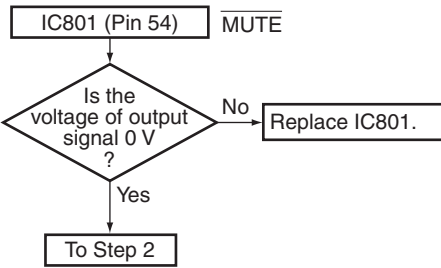 IC801 (Pin 54)
MUTE
Is the
voltage of output
signal 0 V
?
No
Replace IC801.
Yes
To Step 2